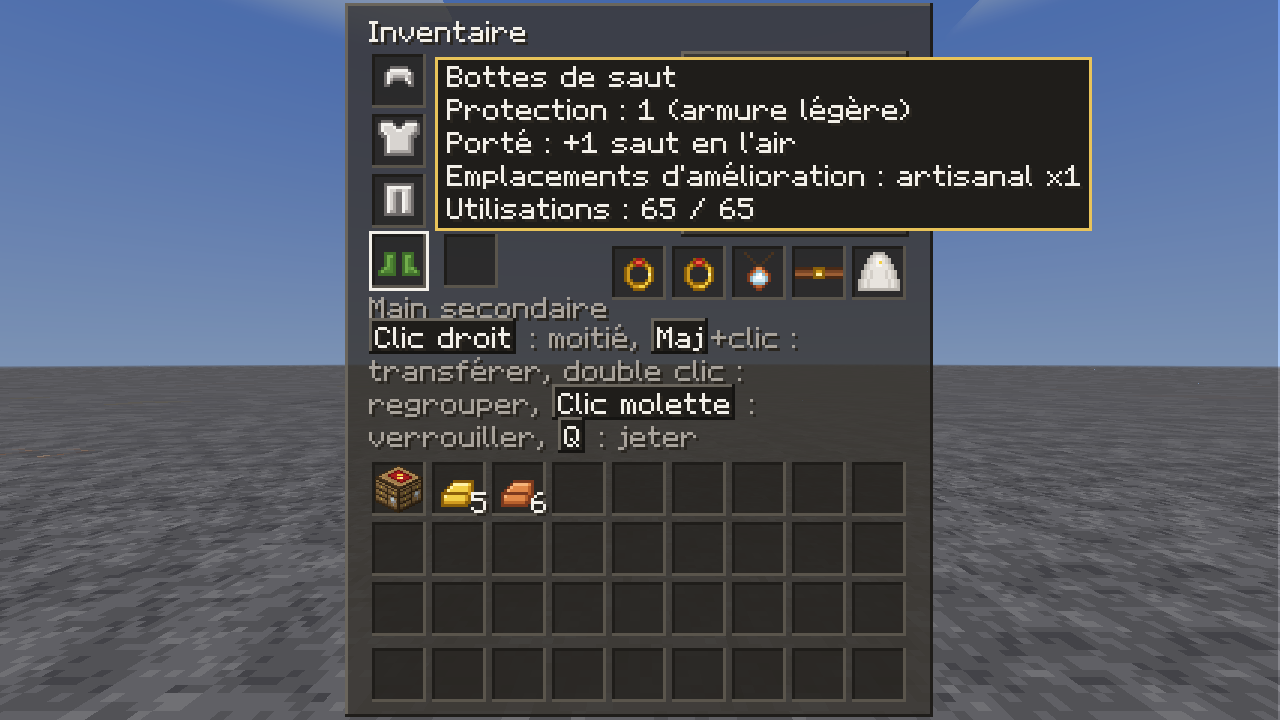 Inventaire
Bottes de saut
Protection : 1 (armure légère)
Porté : +1 saut en l'air
Emplacements d'amélioration : artisanal x1
Utilisations : 65 / 65
Main secondaire
Clic droit : moitié, Maj+clic :
transférer, double clic :
regrouper, Clic molette :
verrouiller, Q : jeter
5 6